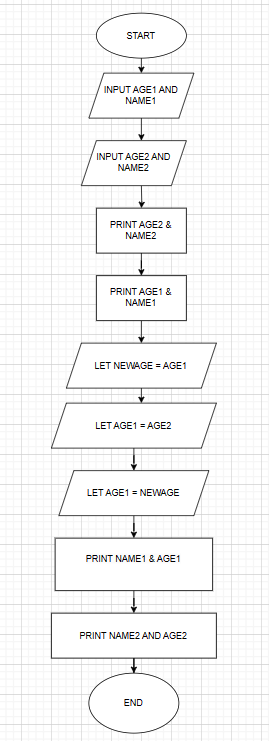 START
INPUT AGE1 AND
NAME1
INPUT AGE2 AND
NAME2
PRINT AGE2 &
NAME2
PRINT AGE1 &
NAME1
LET NEWAGE = AGE1
LET AGE1 = AGE2
LET AGE1 = NEWAGE
PRINT NAME1 & AGE1
PRINT NAME2 AND AGE2
END